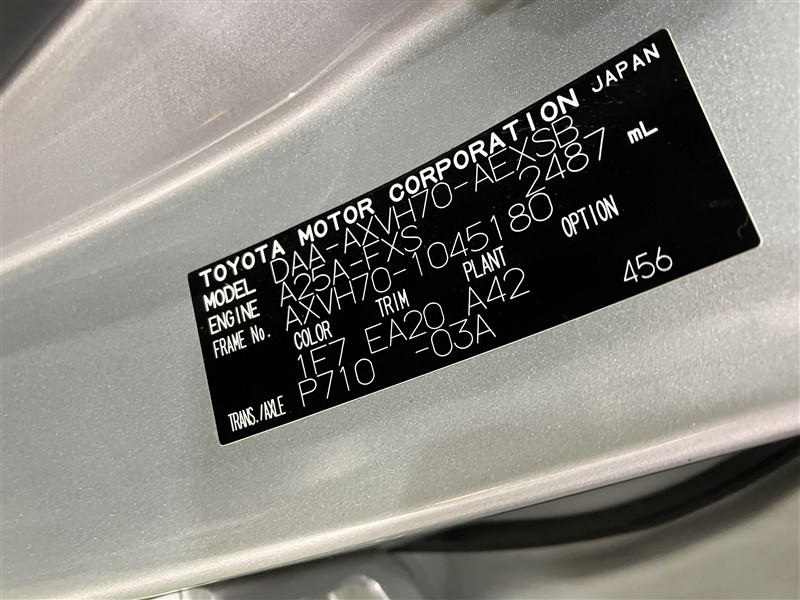 TOYOTA MOTOR CORPORATION JAPAN
MODEL DAA-AXVH70-AEXSB
ENGINE A25A-FXS 2487 mL
FRAME No. AXVH70-1045180
COLOR TRIM PLANT OPTION
1F7 EA20 A42 456
TRANS./AXLE P710 -03A